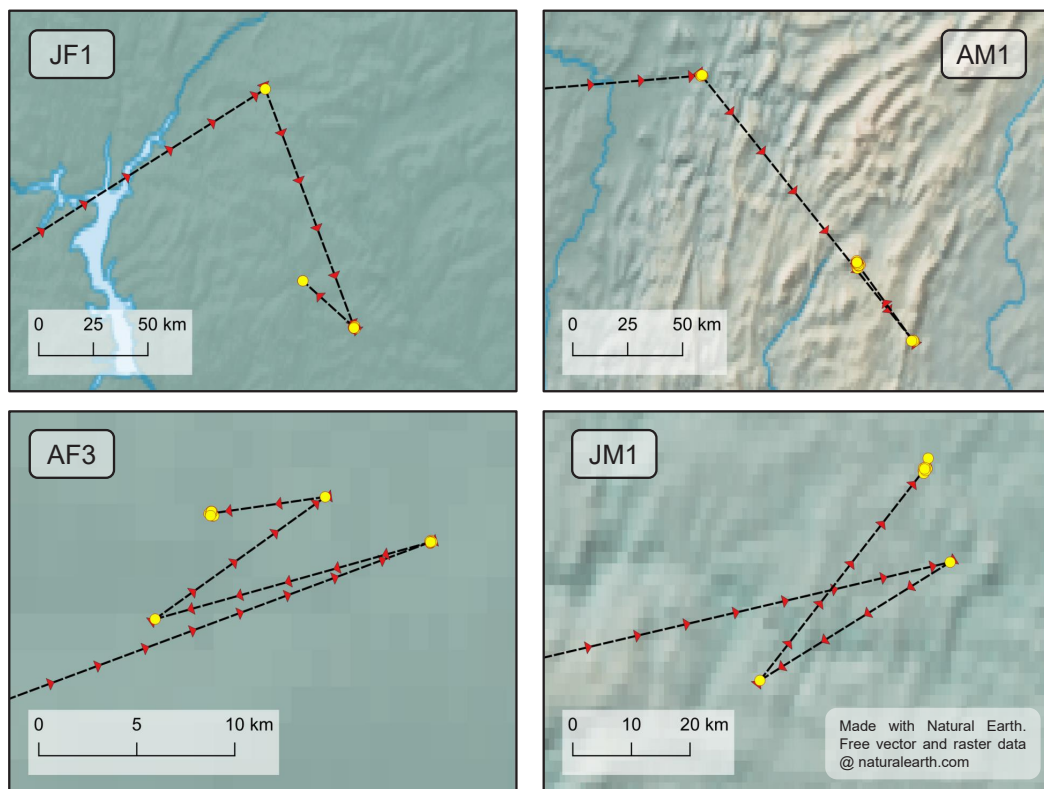 JF1
0 25 50 km
AM1
0 25 50 km
AF3
0 5 10 km
JM1
0 10 20 km
Made with Natural Earth.
Free vector and raster data
@ naturalearth.com